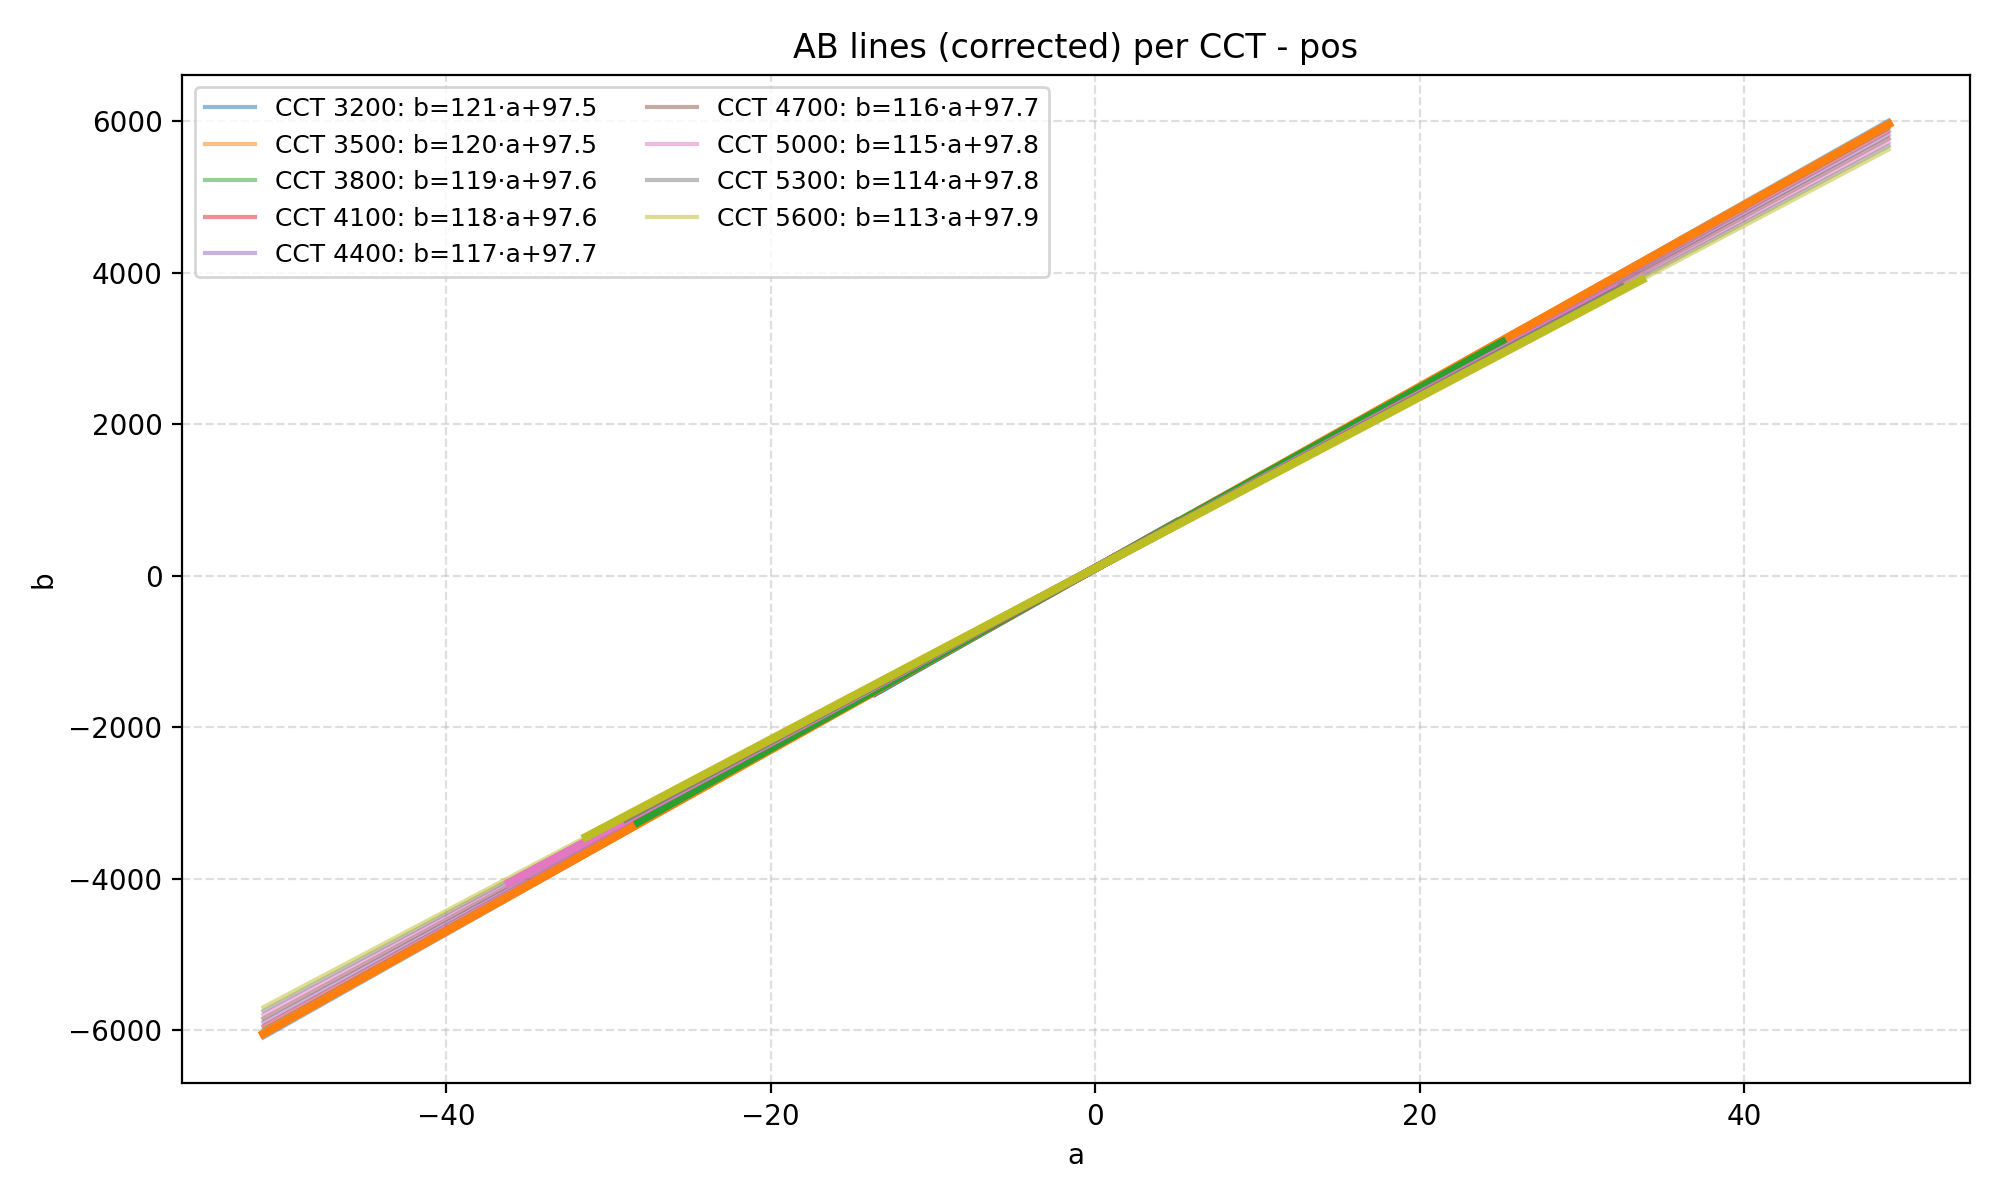 AB lines (corrected) per CCT - pos
CCT 3200: b=121·a+97.5
CCT 3500: b=120·a+97.5
CCT 3800: b=119·a+97.6
CCT 4100: b=118·a+97.6
CCT 4400: b=117·a+97.7
CCT 4700: b=116·a+97.7
CCT 5000: b=115·a+97.8
CCT 5300: b=114·a+97.8
CCT 5600: b=113·a+97.9
6000
4000
2000
0
−2000
−4000
−6000
b
−40
−20
0
20
40
a